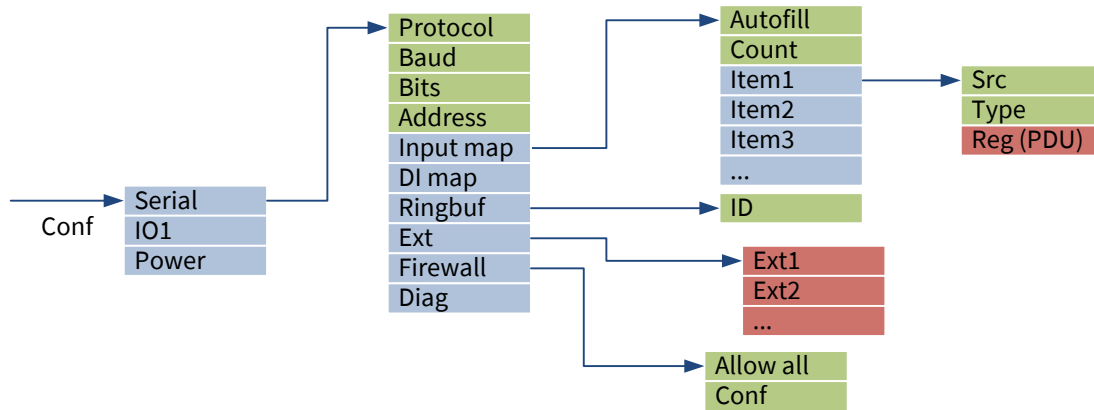 Conf
Serial
IO1
Power
Protocol
Baud
Bits
Address
Input map
DI map
Ringbuf
Ext
Firewall
Diag
Autofill
Count
Item1
Item2
Item3
...
Src
Type
Reg (PDU)
ID
Ext1
Ext2
...
Allow all
Conf